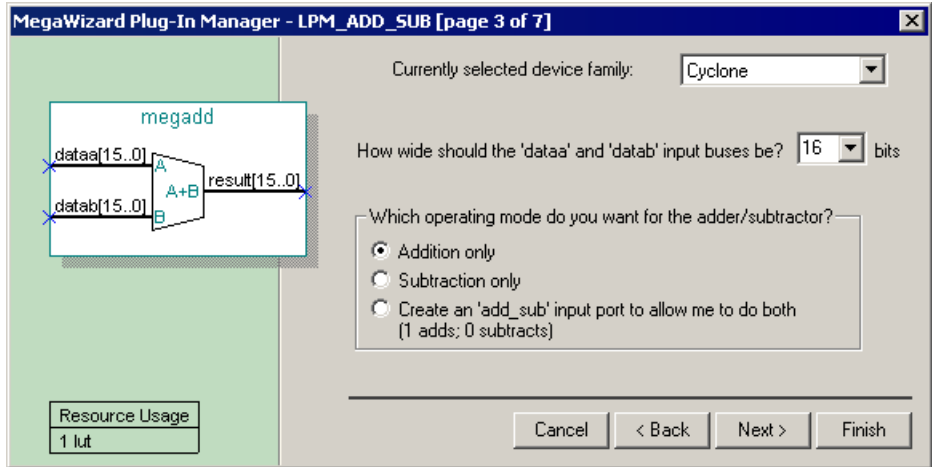 MegaWizard Plug-In Manager - LPM_ADD_SUB [page 3 of 7]
Currently selected device family: Cyclone
megadd
dataa[15..0]
A
A+B
result[15..0]
datab[15..0]
B
How wide should the 'dataa' and 'datab' input buses be? 16 bits
Which operating mode do you want for the adder/subtractor?
Addition only
Subtraction only
Create an 'add_sub' input port to allow me to do both
(1 adds; 0 subtracts)
Resource Usage
1 lut
Cancel < Back Next > Finish